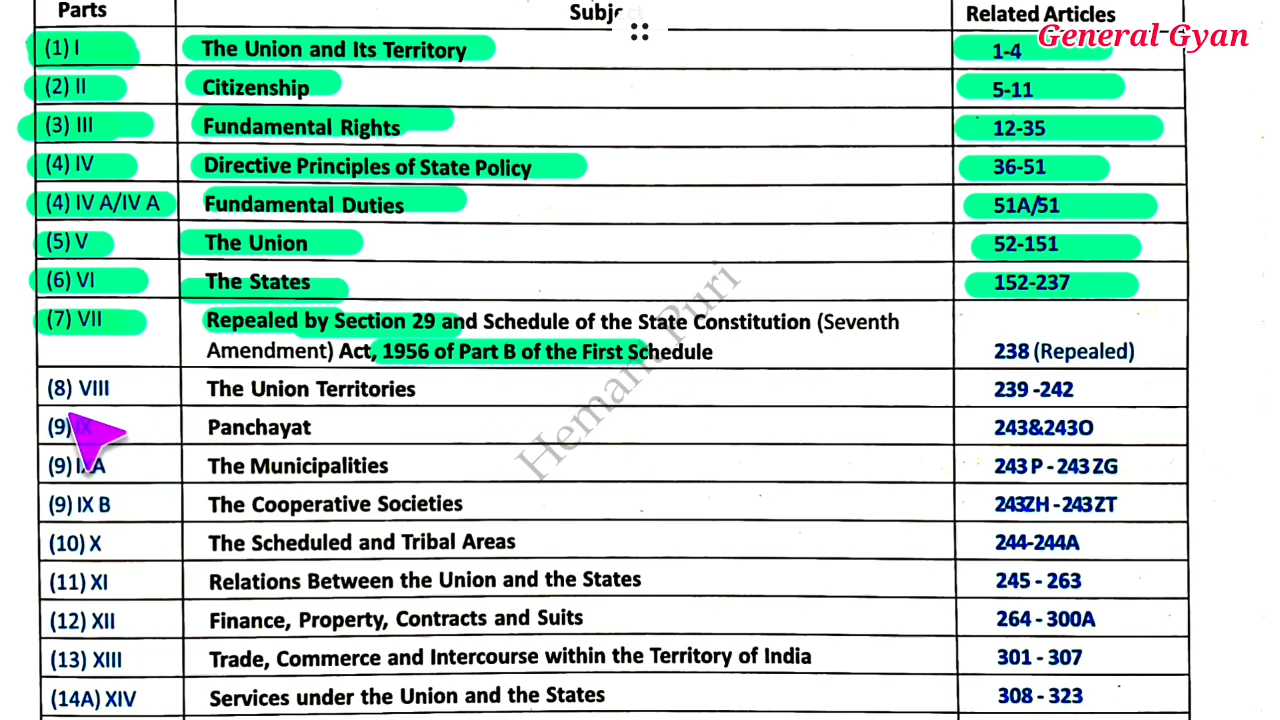 Parts Subject Related Articles
General Gyan
(1) I The Union and Its Territory 1-4
(2) II Citizenship 5-11
(3) III Fundamental Rights 12-35
(4) IV Directive Principles of State Policy 36-51
(4) IV A/IV A Fundamental Duties 51A/51
(5) V The Union 52-151
(6) VI The States 152-237
(7) VII Repealed by Section 29 and Schedule of the State Constitution (Seventh
Amendment) Act, 1956 of Part B of the First Schedule 238 (Repealed)
(8) VIII The Union Territories 239 -242
(9) IX Panchayat 243&243O
(9) IX A The Municipalities 243 P - 243 ZG
(9) IX B The Cooperative Societies 243ZH - 243 ZT
(10) X The Scheduled and Tribal Areas 244-244A
(11) XI Relations Between the Union and the States 245 - 263
(12) XII Finance, Property, Contracts and Suits 264 - 300A
(13) XIII Trade, Commerce and Intercourse within the Territory of India 301 - 307
(14A) XIV Services under the Union and the States 308 - 323
Hemant Puri